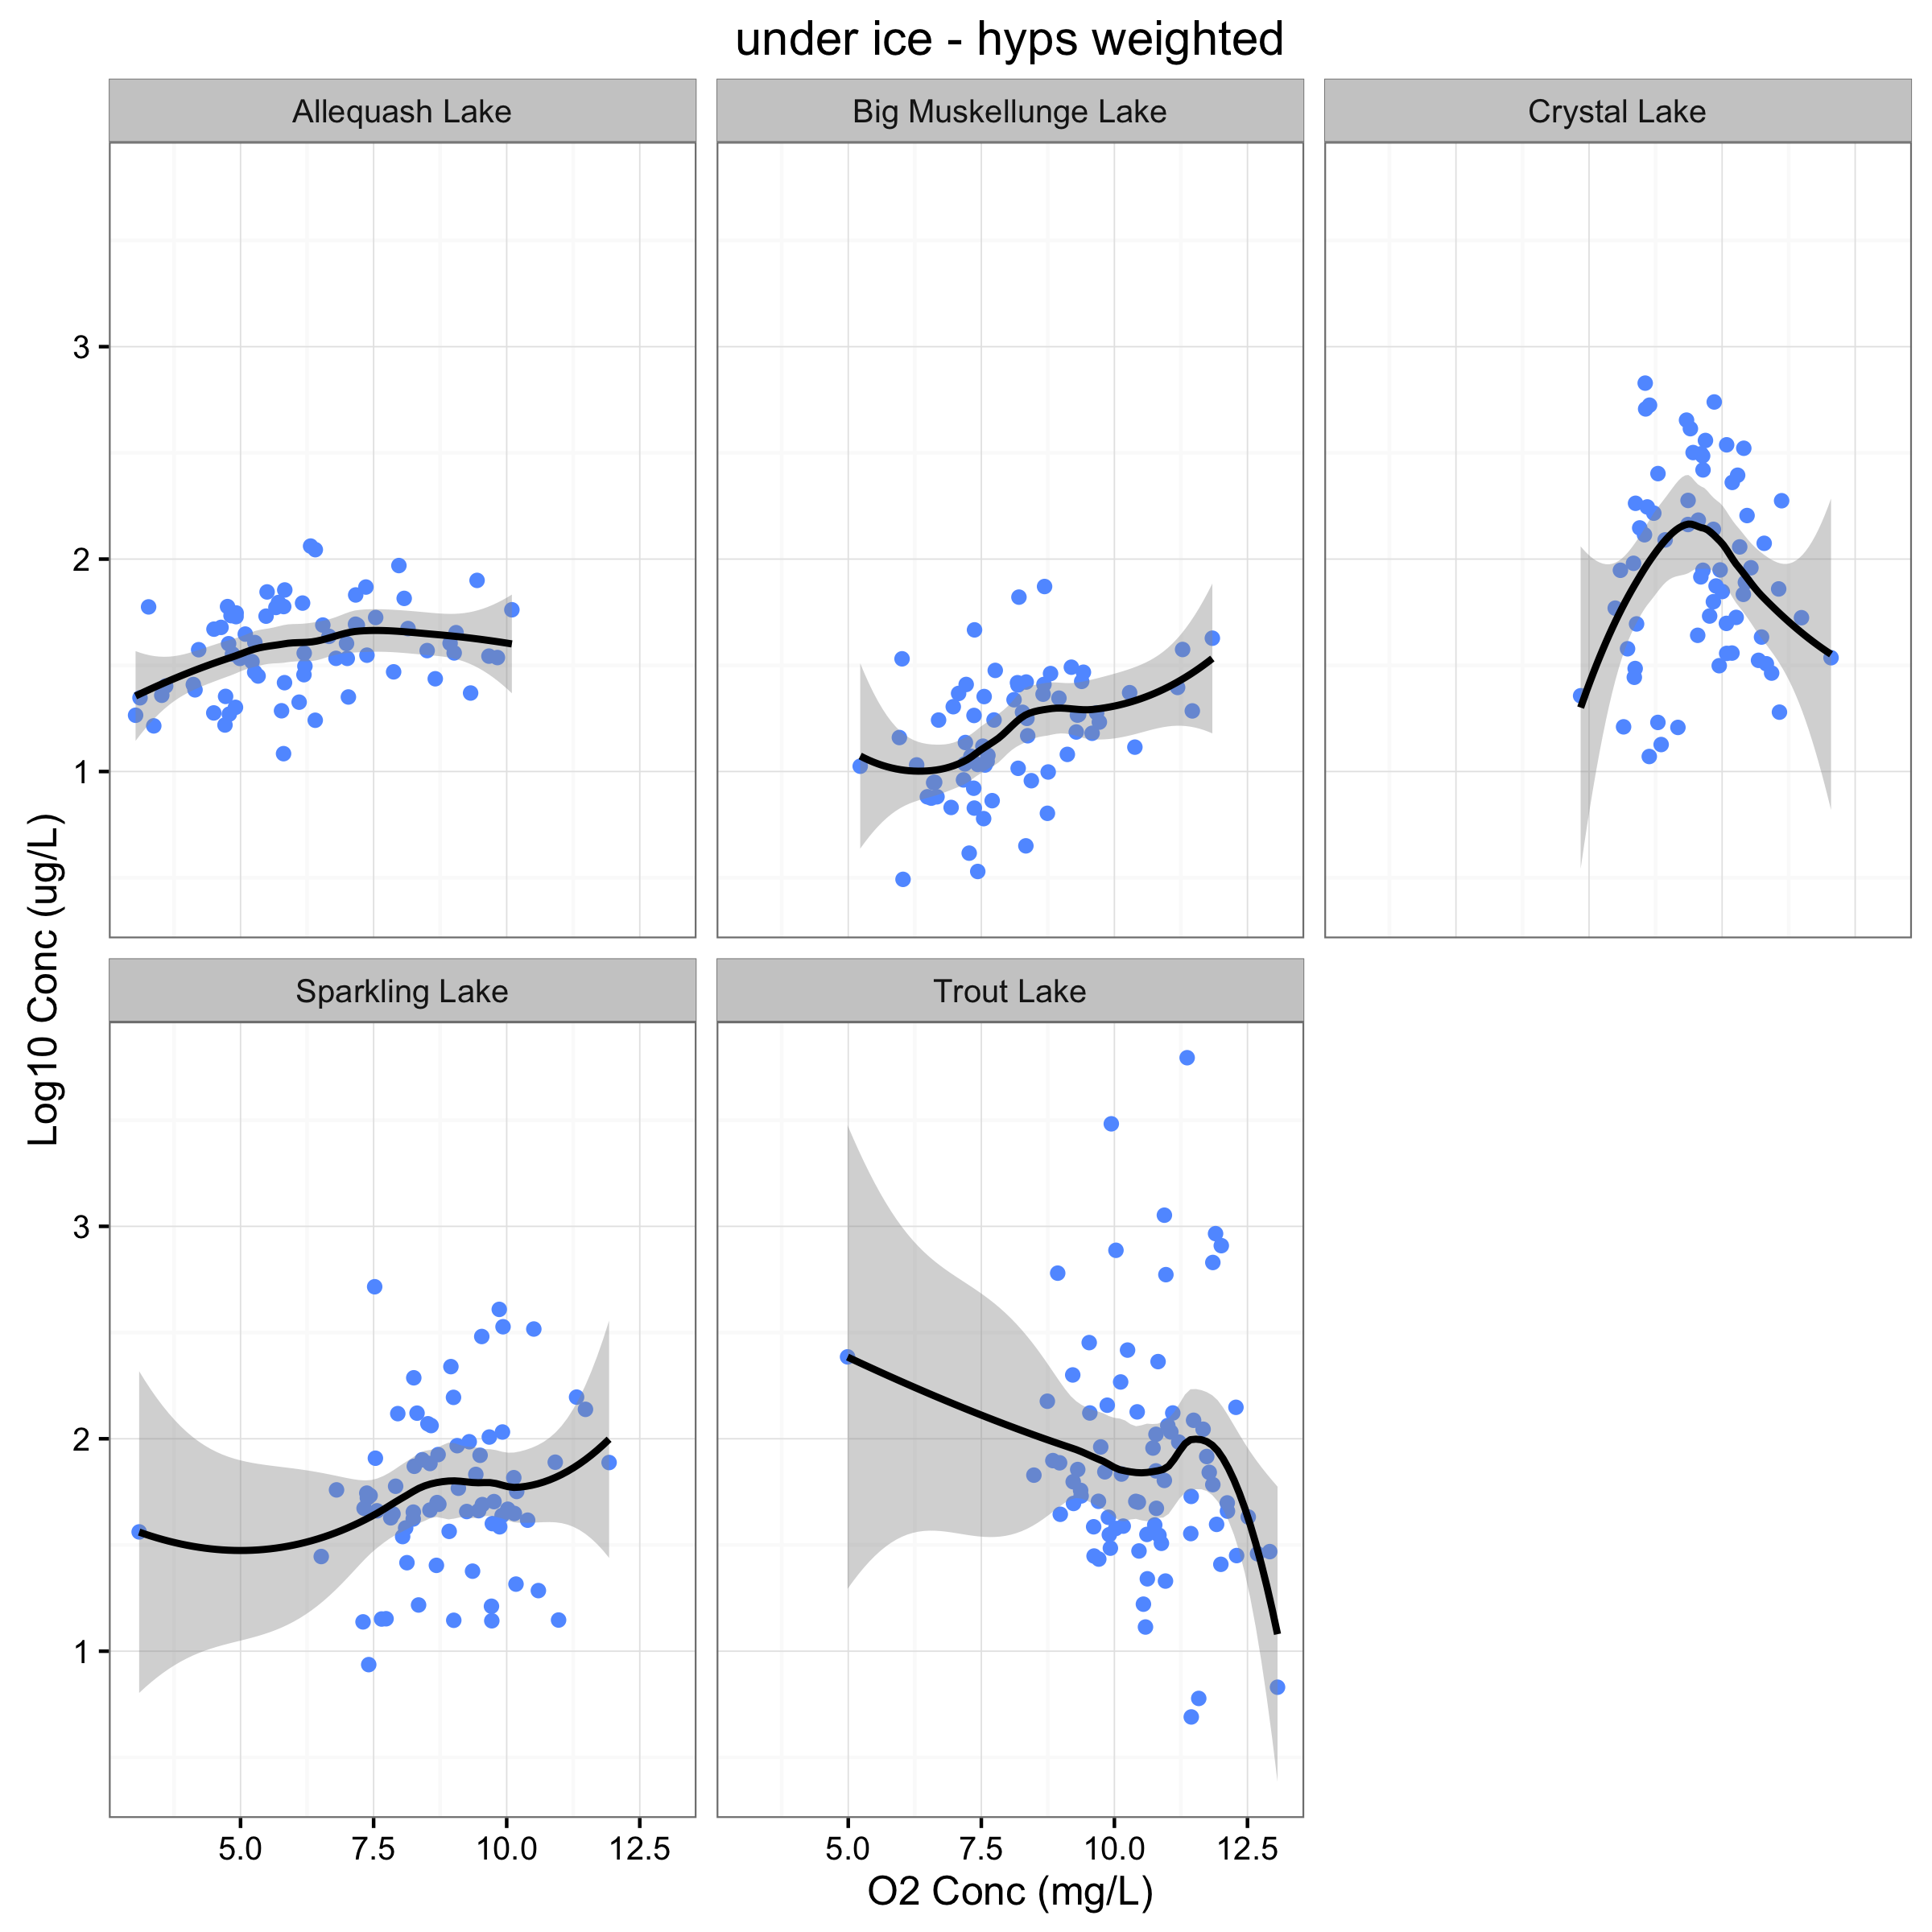 under ice - hyps weighted
Allequash Lake
Big Muskellunge Lake
Crystal Lake
3
2
1
Sparkling Lake
Trout Lake
3
2
1
Log10 Conc (ug/L)
5.0 7.5 10.0 12.5
5.0 7.5 10.0 12.5
O2 Conc (mg/L)